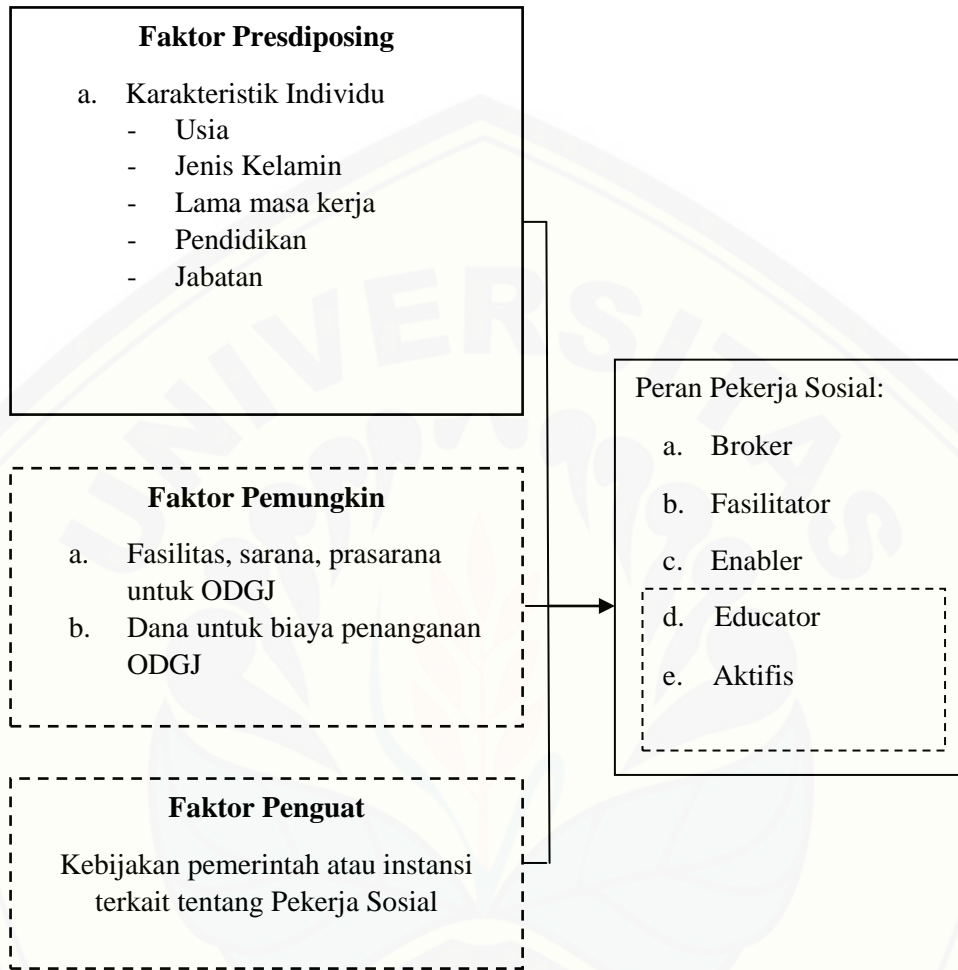 Faktor Presdiposing
a. Karakteristik Individu
- Usia
- Jenis Kelamin
- Lama masa kerja
- Pendidikan
- Jabatan
Faktor Pemungkin
a. Fasilitas, sarana, prasarana
untuk ODGJ
b. Dana untuk biaya penanganan
ODGJ
Faktor Penguat
Kebijakan pemerintah atau instansi
terkait tentang Pekerja Sosial
Peran Pekerja Sosial:
a. Broker
b. Fasilitator
c. Enabler
d. Educator
e. Aktifis
UNIVERSITAS